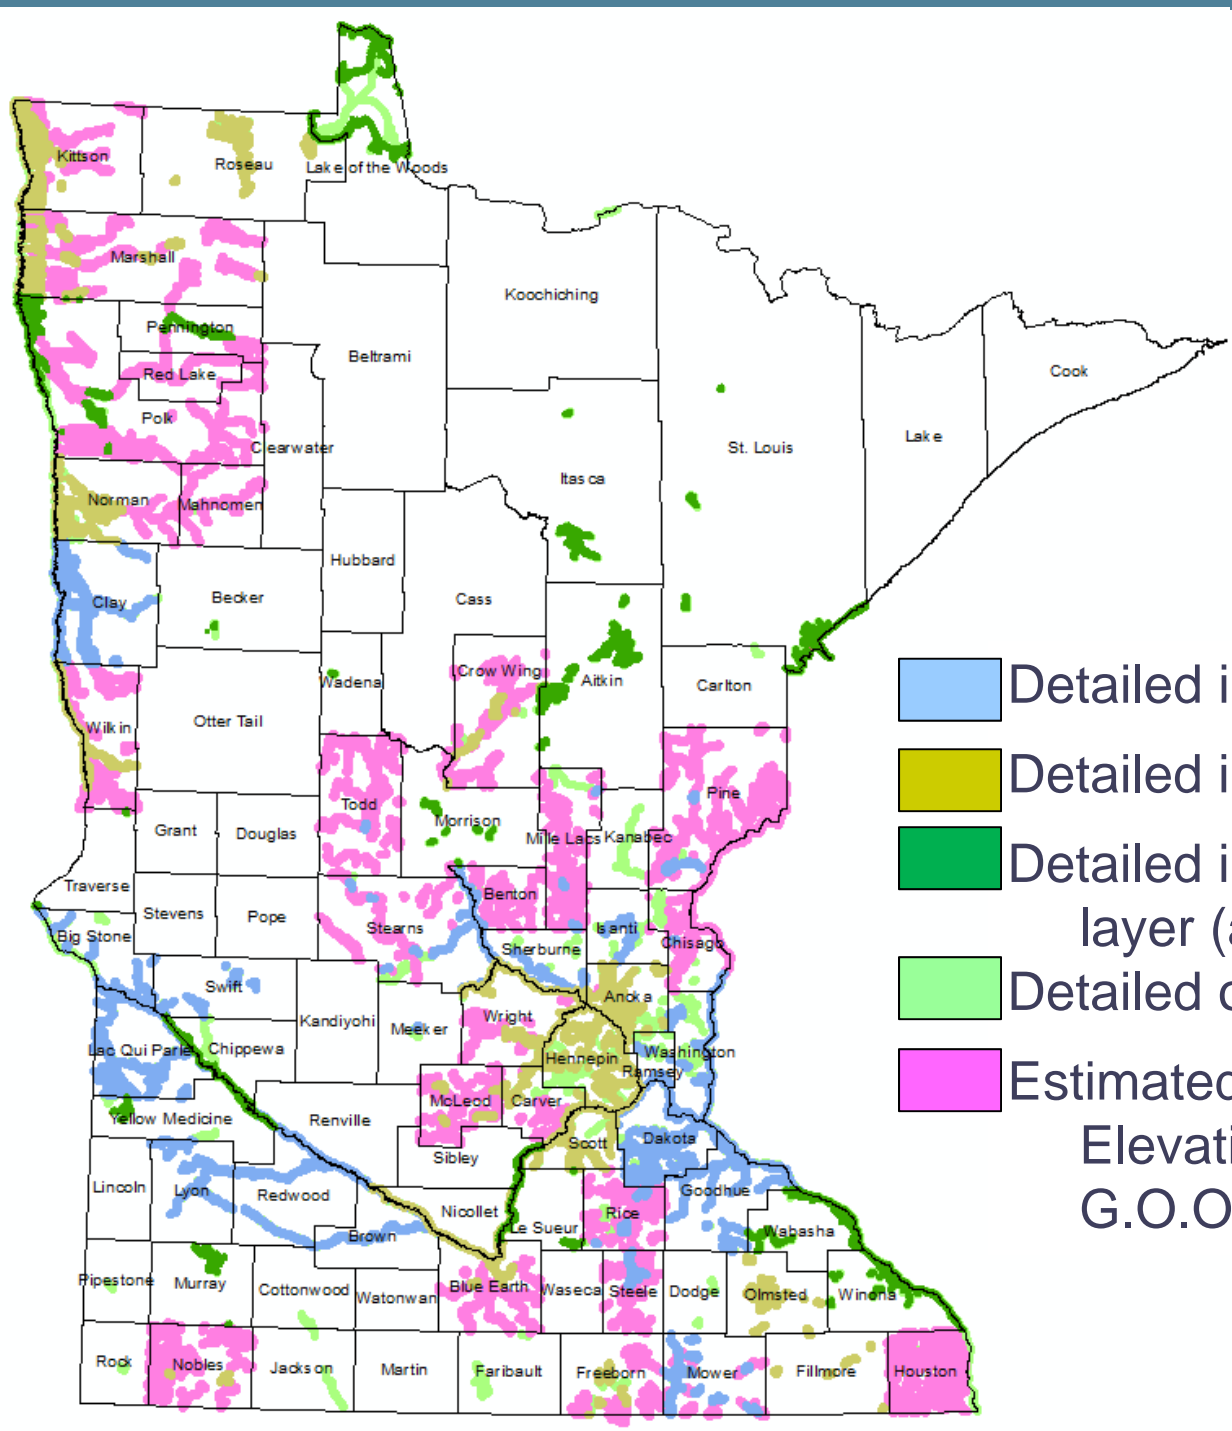 Kittson
Roseau
Lake of the Woods
Marshall
Koochiching
Pennington
Beltrami
Red Lake
Cook
Polk
Clearwater
Lake
St. Louis
Itasca
Norman
Mahnomen
Hubbard
Clay
Becker
Cass
Crow Wing
Wadena
Aitkin
Carlton
Detailed i
Otter Tail
Wilkin
Detailed i
Pine
Todd
Morrison
Grant
Douglas
Mille Lacs
Kanabec
Detailed i
layer (a
Traverse
Benton
Stevens
Pope
Stearns
Isanti
Big Stone
Sherburne
Chisago
Swift
Anoka
Detailed o
Wright
Kandiyohi
Meeker
Lac Qui Parle
Chippewa
Hennepin
Washington
Ramsey
Estimated
McLeod
Carver
Yellow Medicine
Renville
Scott
Dakota
Elevati
Sibley
Lincoln
Lyon
Redwood
Goodhue
Nicollet
Rice
G.O.O
Le Sueur
Wabasha
Brown
Pipestone
Murray
Cottonwood
Watonwan
Blue Earth
Waseca
Steele
Dodge
Olmsted
Winona
Rock
Nobles
Jackson
Martin
Faribault
Freeborn
Mower
Fillmore
Houston